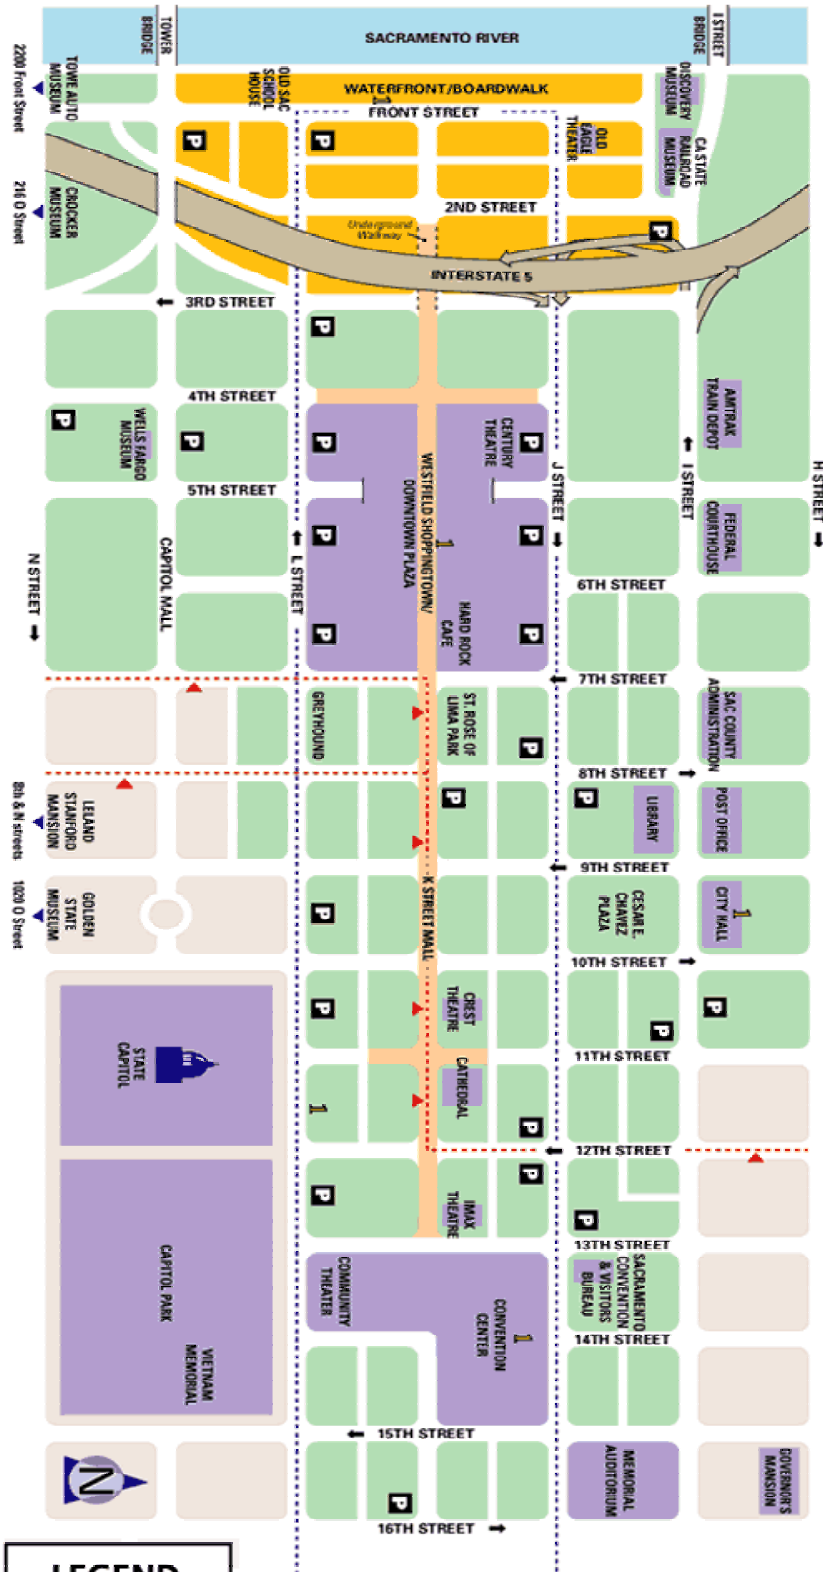 TOWER
BRIDGE
SACRAMENTO RIVER
I STREET
BRIDGE
2200 Front Street
TOWE AUTO
MUSEUM
OLD SAC
SCHOOL
HOUSE
WATERFRONT/BOARDWALK
1
DISCOVERY
MUSEUM
FRONT STREET
P
P
OLD
EAGLE
THEATER
CA STATE
RAILROAD
MUSEUM
216 O Street
CROCKER
MUSEUM
2ND STREET
Underground
Walkway
P
INTERSTATE 5
3RD STREET
P
4TH STREET
P
WELLS FARGO
MUSEUM
P
P
CENTURY
THEATRE
P
AMTRAK
TRAIN DEPOT
5TH STREET
WESTFIELD SHOPPINGTOWN/
DOWNTOWN PLAZA
J STREET
I STREET
H STREET
N STREET
CAPITOL MALL
L STREET
P
1
P
FEDERAL
COURTHOUSE
6TH STREET
P
HARD ROCK
CAFE
P
7TH STREET
GREYHOUND
ST. ROSE OF
LIMA PARK
P
SAC COUNTY
ADMINISTRATION
8TH STREET
8th & N streets
LELAND
STANFORD
MANSION
P
P
LIBRARY
POST OFFICE
9TH STREET
1020 O Street
GOLDEN
STATE
MUSEUM
P
K STREET MALL
CESAR E.
CHAVEZ
PLAZA
CITY HALL
1
10TH STREET
P
CREST
THEATRE
P
P
11TH STREET
STATE
CAPITOL
1
CATHEDRAL
P
12TH STREET
P
P
IMAX
THEATRE
P
13TH STREET
CAPITOL PARK
VIETNAM
MEMORIAL
COMMUNITY
THEATER
CONVENTION
CENTER
1
SACRAMENTO
CONVENTION
& VISITORS
BUREAU
14TH STREET
15TH STREET
N
P
MEMORIAL
AUDITORIUM
GOVERNOR'S
MANSION
16TH STREET
LEGEND